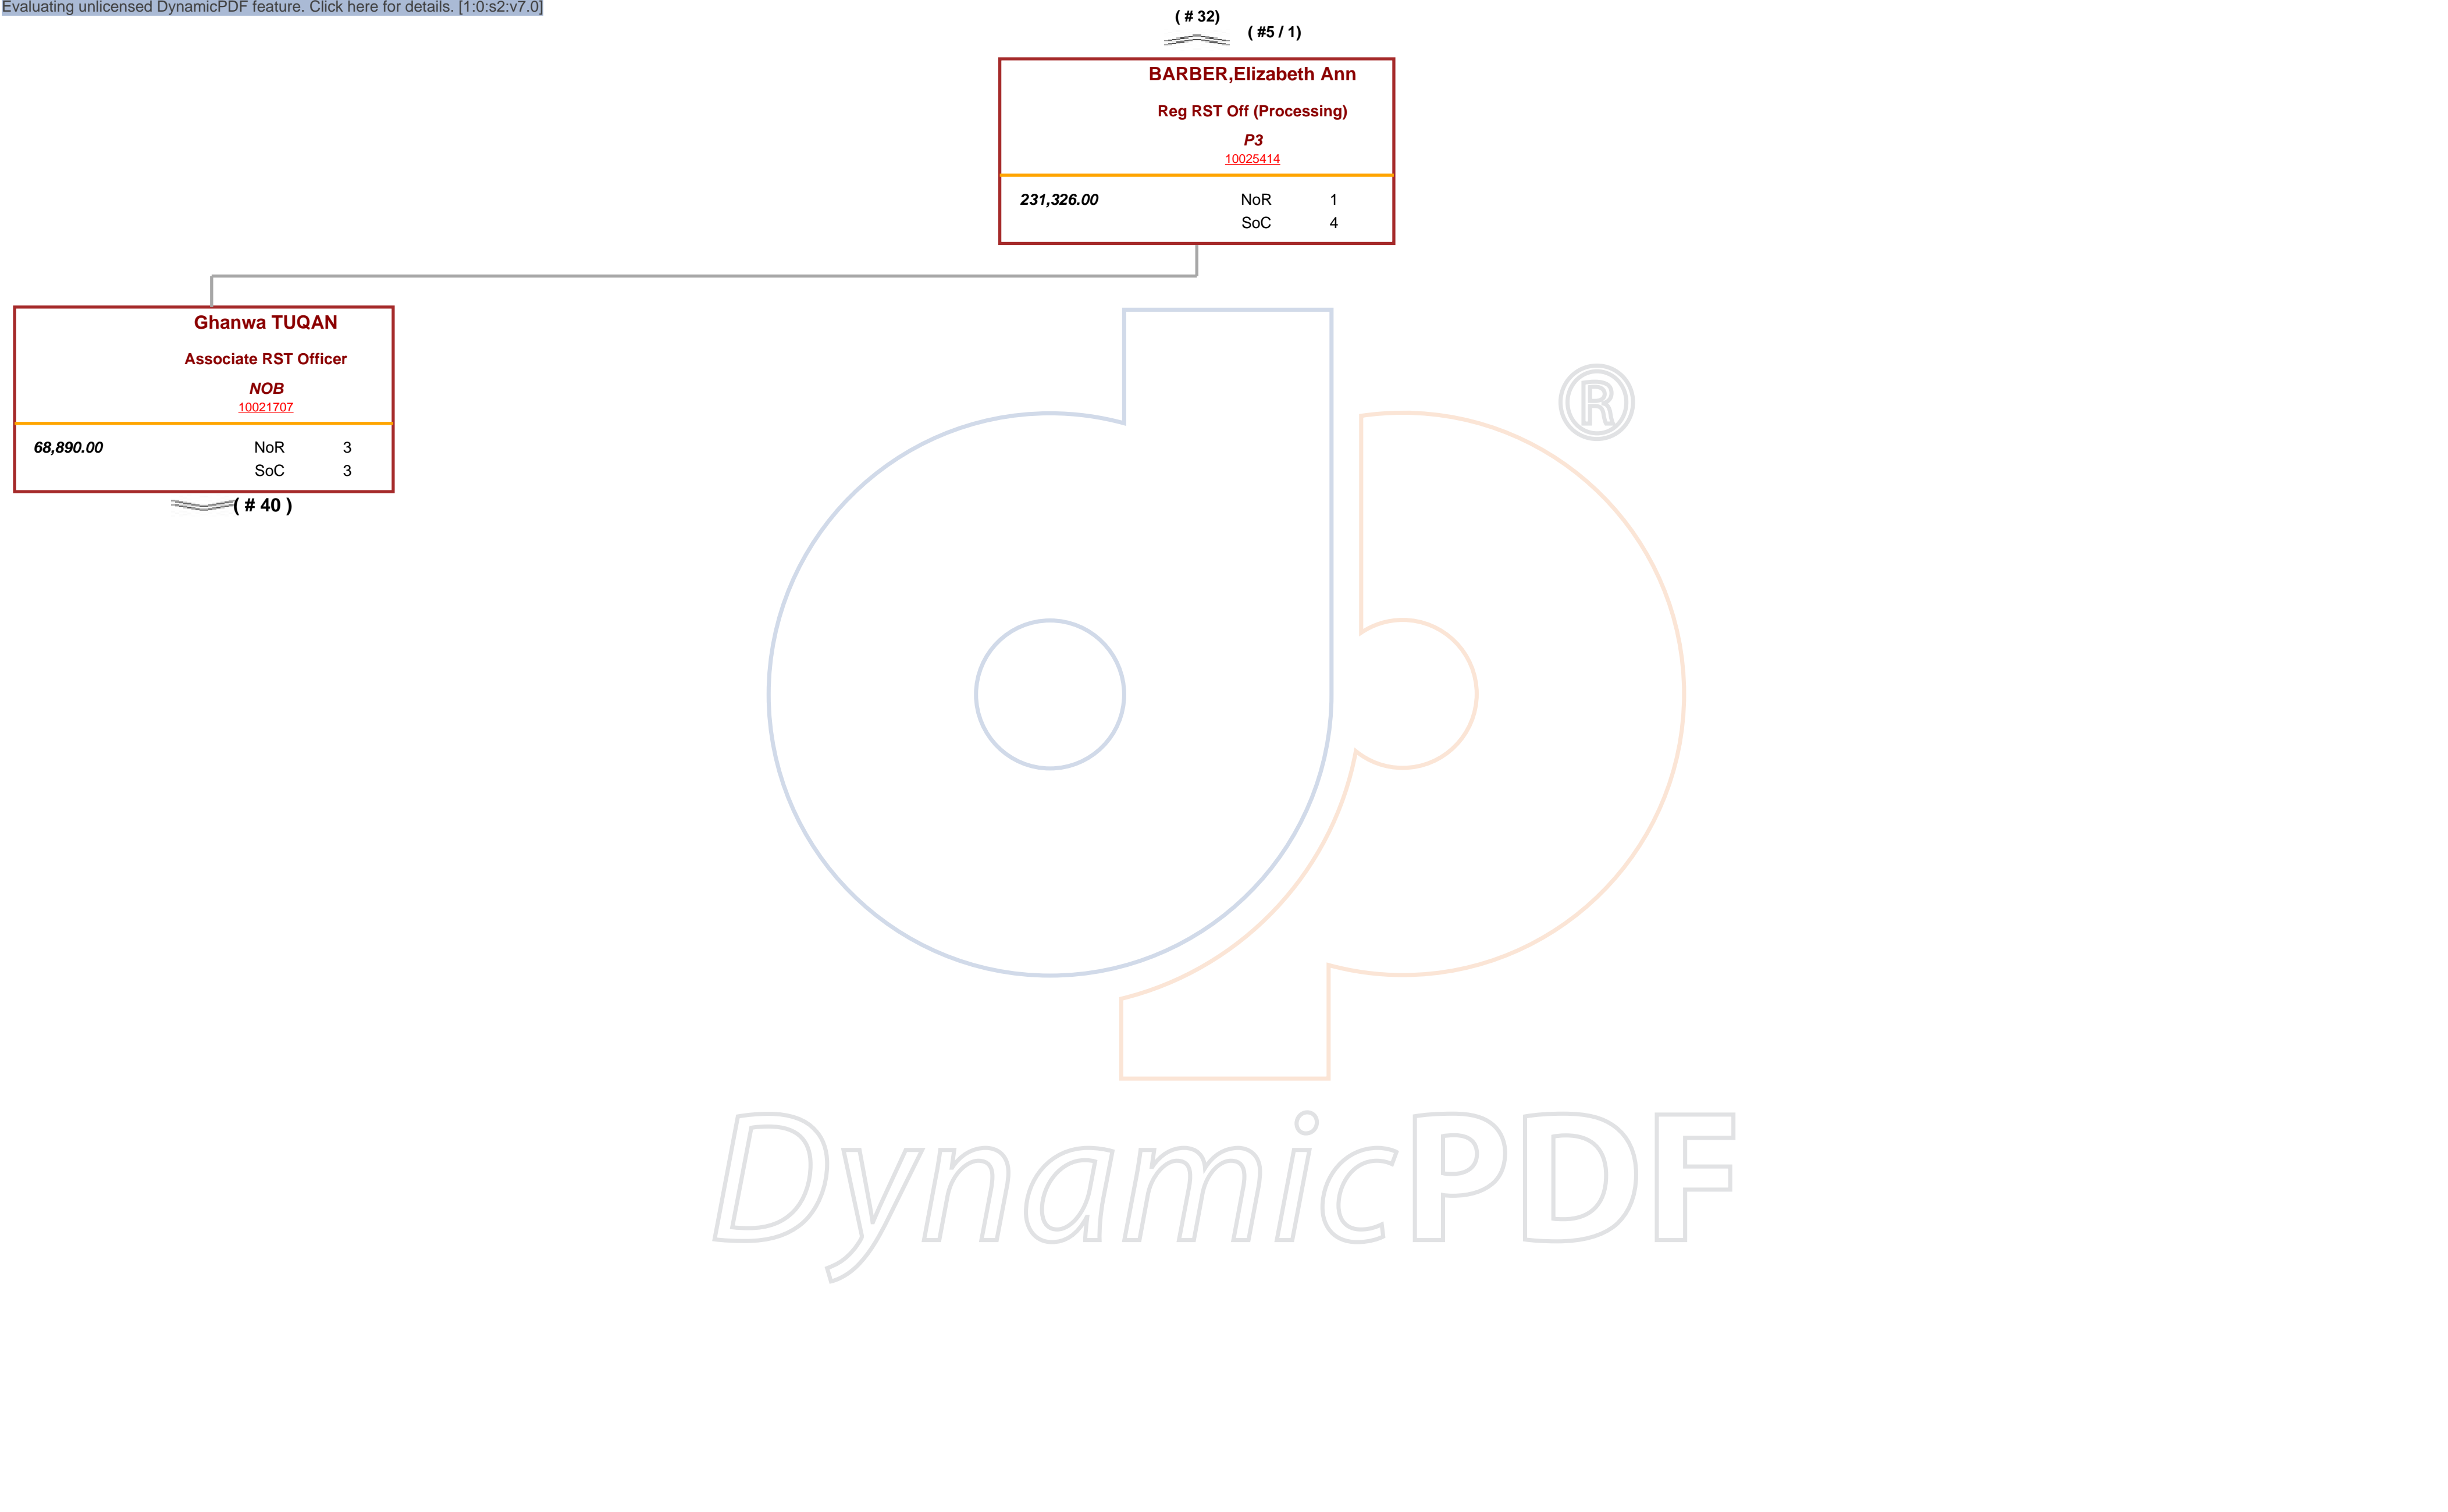 Evaluating unlicensed DynamicPDF feature. Click here for details. [1:0:s2:v7.0]
( # 32)
( #5 / 1)
BARBER,Elizabeth Ann
Reg RST Off (Processing)
P3
10025414
231,326.00 NoR 1
SoC 4
Ghanwa TUQAN
Associate RST Officer
NOB
10021707
68,890.00 NoR 3
SoC 3
( # 40 )
®
DynamicPDF